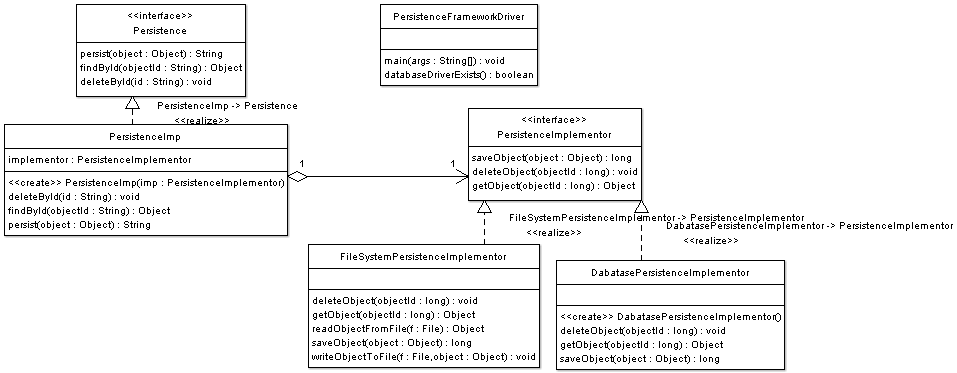 <<interface>>
Persistence
persist(object : Object) : String
findById(objectId : String) : Object
deleteById(id : String) : void
PersistenceFrameworkDriver
main(args : String[]) : void
databaseDriverExists() : boolean
PersistenceImp -> Persistence
<<realize>>
PersistenceImp
implementor : PersistenceImplementor
<<create>> PersistenceImp(imp : PersistenceImplementor)
deleteById(id : String) : void
findById(objectId : String) : Object
persist(object : Object) : String
1
1
<<interface>>
PersistenceImplementor
saveObject(object : Object) : long
deleteObject(objectId : long) : void
getObject(objectId : long) : Object
FileSystemPersistenceImplementor -> PersistenceImplementor
<<realize>>
DabatasePersistenceImplementor -> PersistenceImplementor
<<realize>>
FileSystemPersistenceImplementor
deleteObject(objectId : long) : void
getObject(objectId : long) : Object
readObjectFromFile(f : File) : Object
saveObject(object : Object) : long
writeObjectToFile(f : File,object : Object) : void
DabatasePersistenceImplementor
<<create>> DabatasePersistenceImplementor()
deleteObject(objectId : long) : void
getObject(objectId : long) : Object
saveObject(object : Object) : long